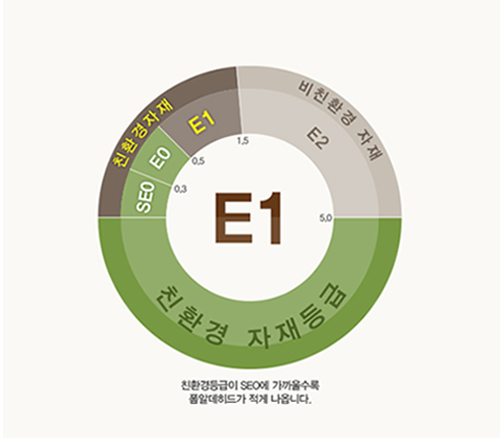 친환경자재
비친환경 자재
E1
E2
E0
SE0
1,5
0,5
0,3
5,0
E1
친환경 자재등급
친환경등급이 SEO에 가까울수록
폼알데히드가 적게 나옵니다.